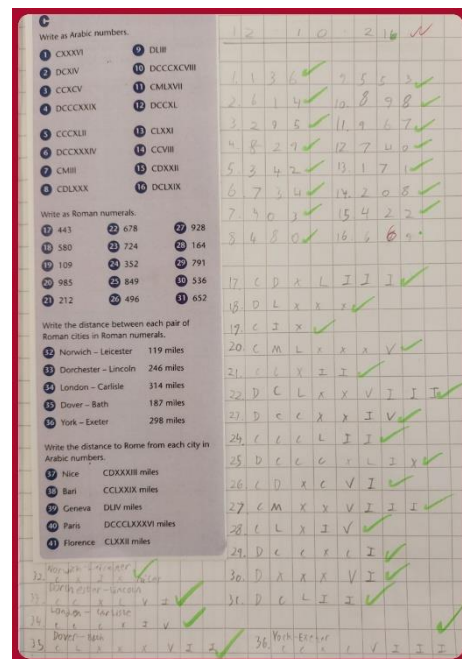 C
Write as Arabic numbers.
1 CXXXVI
2 DCXIV
3 CCXCV
4 DCCCXXIX
5 CCCXLII
6 DCCXXXIV
7 CMIII
8 CDLXXX
9 DLIII
10 DCCCXCVIII
11 CMLXVII
12 DCCXL
13 CLXXI
14 CCVIII
15 CDXXII
16 DCLXIX
Write as Roman numerals.
17 443
18 580
19 109
20 985
21 212
22 678
23 724
24 352
25 849
26 496
27 928
28 164
29 791
30 536
31 652
Write the distance between each pair of
Roman cities in Roman numerals.
32 Norwich – Leicester 119 miles
33 Dorchester – Lincoln 246 miles
34 London – Carlisle 314 miles
35 Dover – Bath 187 miles
36 York – Exeter 298 miles
Write the distance to Rome from each city in
Arabic numbers.
37 Nice CDXXXIII miles
38 Bari CCLXXIX miles
39 Geneva DLIV miles
40 Paris DCCCLXXXVI miles
41 Florence CLXXII miles
1. 1 3 6
2. 6 1 4
3. 2 9 5
4. 8 2 9
5. 3 4 2
6. 7 3 4
7. 9 0 3
8. 4 8 0
9. 5 5 3
10. 8 9 8
11. 9 6 7
12. 7 4 0
13. 1 7 1
14. 2 0 8
15. 4 2 2
16. 6 6 9
17. C D X L I I I
18. D L X X X
19. C I X
20. C M L X X X V
21. C C X I I
22. D C L X X V I I I
23. D C C X X I V
24. C C C L I I
25. D C C C X L I X
26. C D X C V I
27. C M X X V I I I
28. C L X I V
29. D C C X C I
30. D X X X V I
31. D C L I I
32.
Dorchester-Lincoln
33.
London - Carlisle
34.
Dover - Bath
35. C L X X X V I I
36. York-Exeter